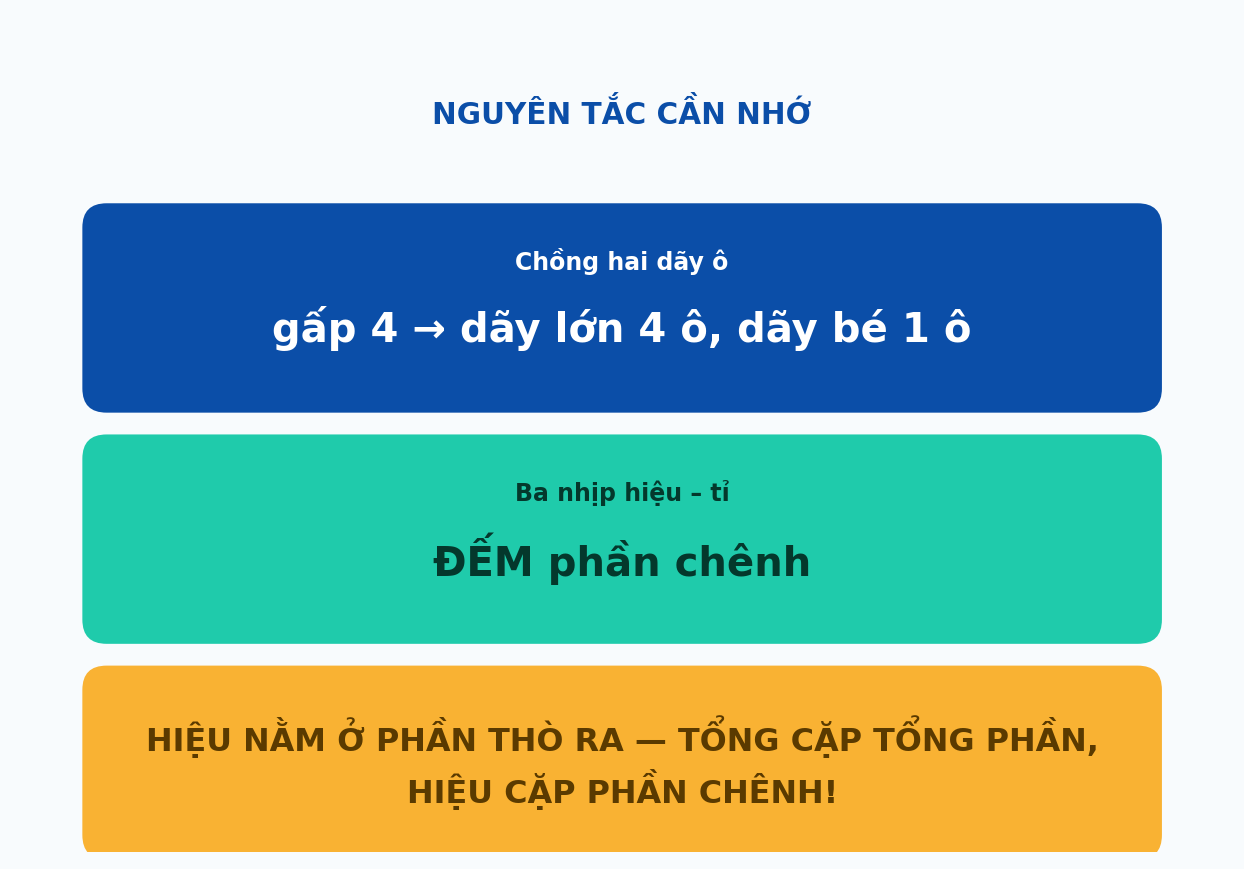 NGUYÊN TẮC CẦN NHỚ
Chồng hai dãy ô
gấp 4 → dãy lớn 4 ô, dãy bé 1 ô
Ba nhịp hiệu – tỉ
ĐẾM phần chênh
HIỆU NẰM Ở PHẦN THÒ RA — TỔNG CẶP TỔNG PHẦN,
HIỆU CẶP PHẦN CHÊNH!